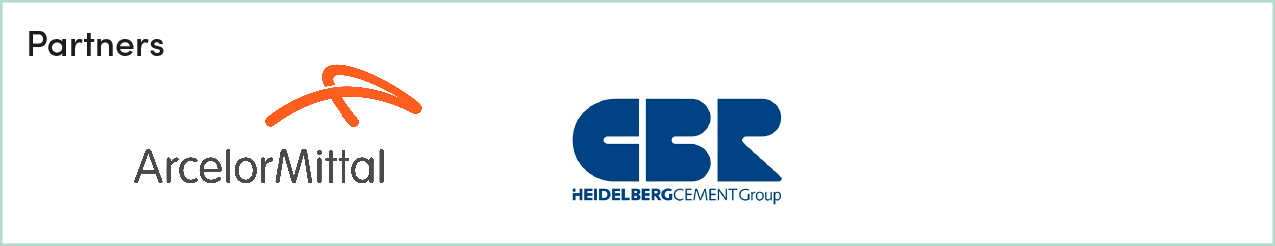 Partners
ArcelorMittal
CBR
HEIDELBERGCEMENTGroup